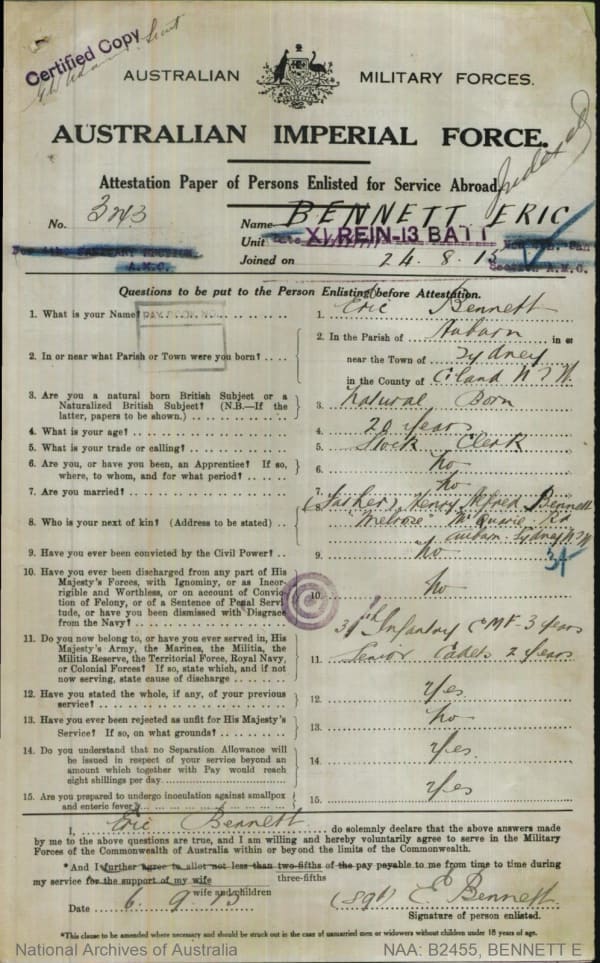 Certified Copy
AUSTRALIAN MILITARY FORCES.
AUSTRALIAN IMPERIAL FORCE.
Attestation Paper of Persons Enlisted for Service Abroad.
No. 343 Name BENNETT ERIC
Unit XI REIN-13 BATT
A.M.C.
Joined on 24.8.15
Section A.M.C.
Questions to be put to the Person Enlisting before Attestation.
1. What is your Name? 1. Eric Bennett
2. In or near what Parish or Town were you born? 2. In the Parish of Auburn in or
near the Town of Sydney
in the County of C'land N S W
3. Are you a natural born British Subject or a
Naturalized British Subject? (N.B.—If the
latter, papers to be shown.) 3. Natural Born
4. What is your age? 4. 20 years
5. What is your trade or calling? 5. Stock Clerk
6. Are you, or have you been, an Apprentice? If so,
where, to whom, and for what period? 6. No
7. Are you married? 7. No
8. Who is your next of kin? (Address to be stated) (Father) Henry Alfred Bennett
Melrose McQuarie Rd
Auburn Sydney N S W
9. Have you ever been convicted by the Civil Power? 9. No
10. Have you ever been discharged from any part of His
Majesty's Forces, with Ignominy, or as Incor-
rigible and Worthless, or on account of Convic-
tion of Felony, or of a Sentence of Penal Servi-
tude, or have you been dismissed with Disgrace
from the Navy? 10. No
11. Do you now belong to, or have you ever served in, His
Majesty's Army, the Marines, the Militia, the
Militia Reserve, the Territorial Force, Royal Navy,
or Colonial Forces? If so, state which, and if not
now serving, state cause of discharge 11. Infantry CMF 3 years
Senior Cadets 2 years
12. Have you stated the whole, if any, of your previous
service? 12. Yes
13. Have you ever been rejected as unfit for His Majesty's
Service? If so, on what grounds? 13. No
14. Do you understand that no Separation Allowance will
be issued in respect of your service beyond an
amount which together with Pay would reach
eight shillings per day 14. Yes.
15. Are you prepared to undergo inoculation against smallpox
and enteric fever? 15. Yes
I, Eric Bennett do solemnly declare that the above answers made
by me to the above questions are true, and I am willing and hereby voluntarily agree to serve in the Military
Forces of the Commonwealth of Australia within or beyond the limits of the Commonwealth.
*And I further agree to allot not less than two-fifths of the pay payable to me from time to time during
three-fifths
my service for the support of my wife
wife and children
Date 6.9.15 (sgd) E Bennett
Signature of person enlisted.
*This clause to be amended where necessary and should be struck out in the case of unmarried men or widowers without children under 18 years of age.
National Archives of Australia NAA: B2455, BENNETT E